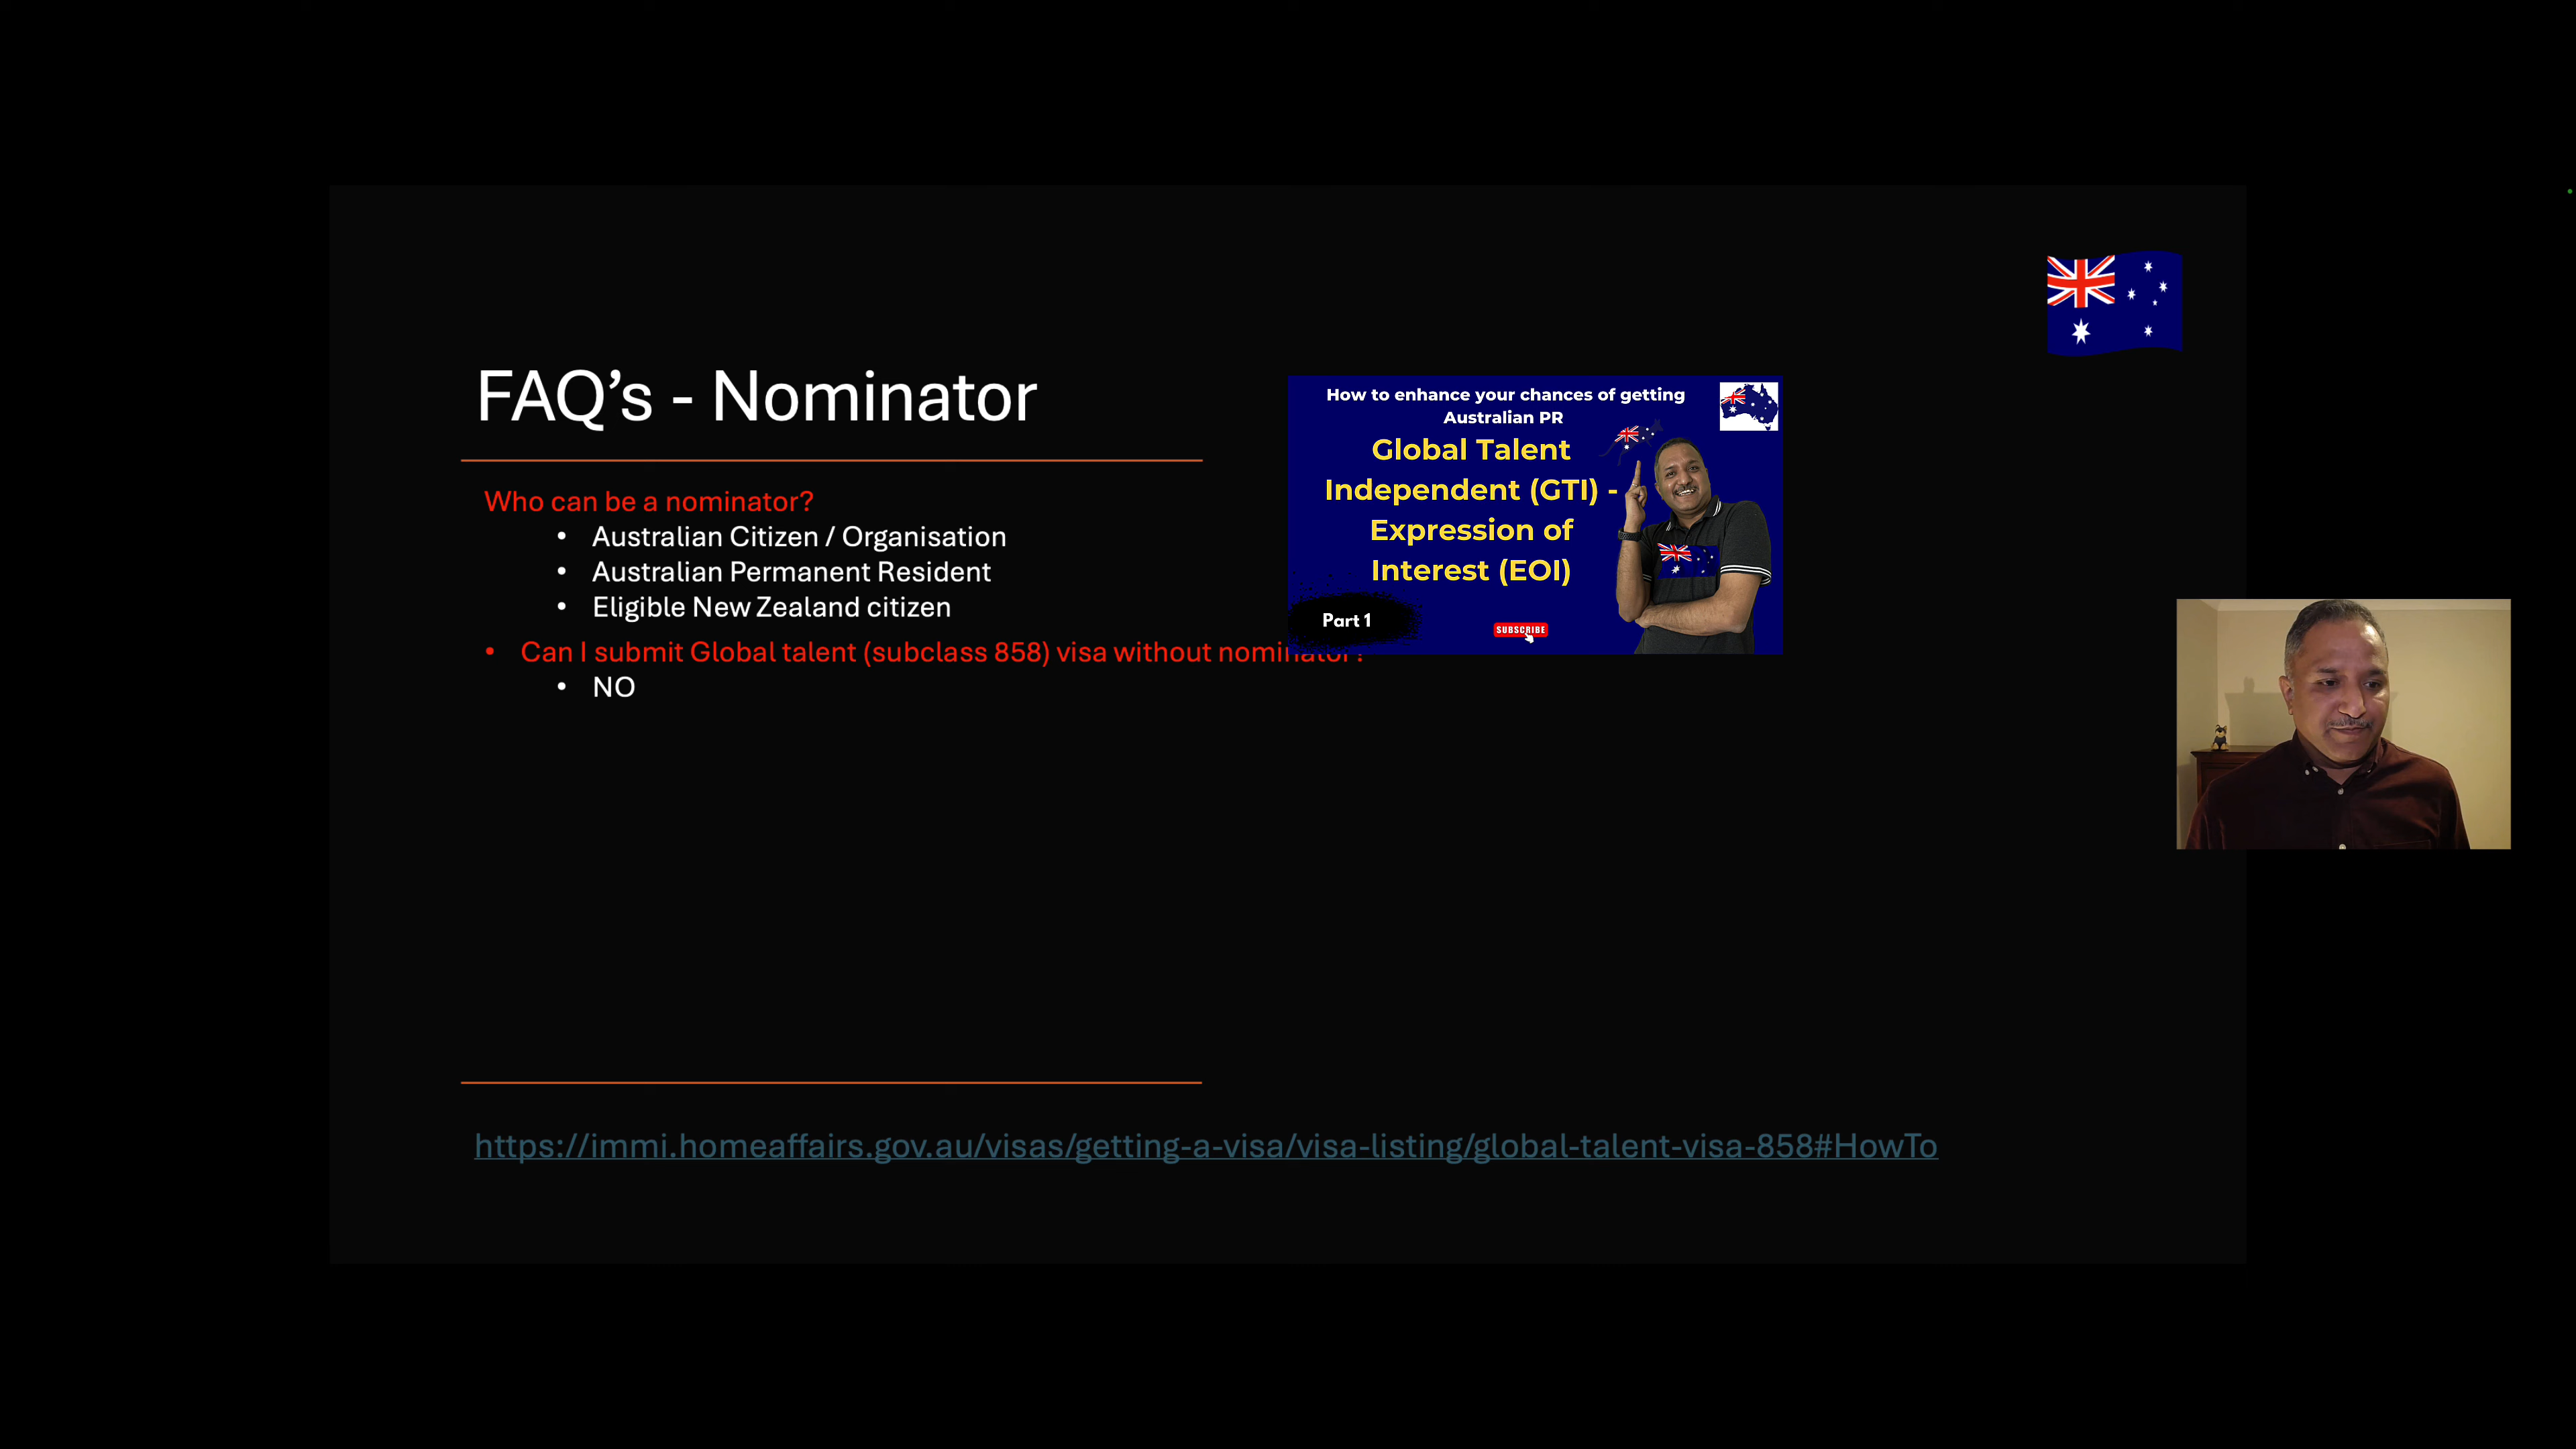 FAQ's - Nominator
Who can be a nominator?
• Australian Citizen / Organisation
• Australian Permanent Resident
• Eligible New Zealand citizen
• Can I submit Global talent (subclass 858) visa without nominator?
• NO
How to enhance your chances of getting
Australian PR
Global Talent
Independent (GTI) -
Expression of
Interest (EOI)
Part 1
SUBSCRIBE
https://immi.homeaffairs.gov.au/visas/getting-a-visa/visa-listing/global-talent-visa-858#HowTo